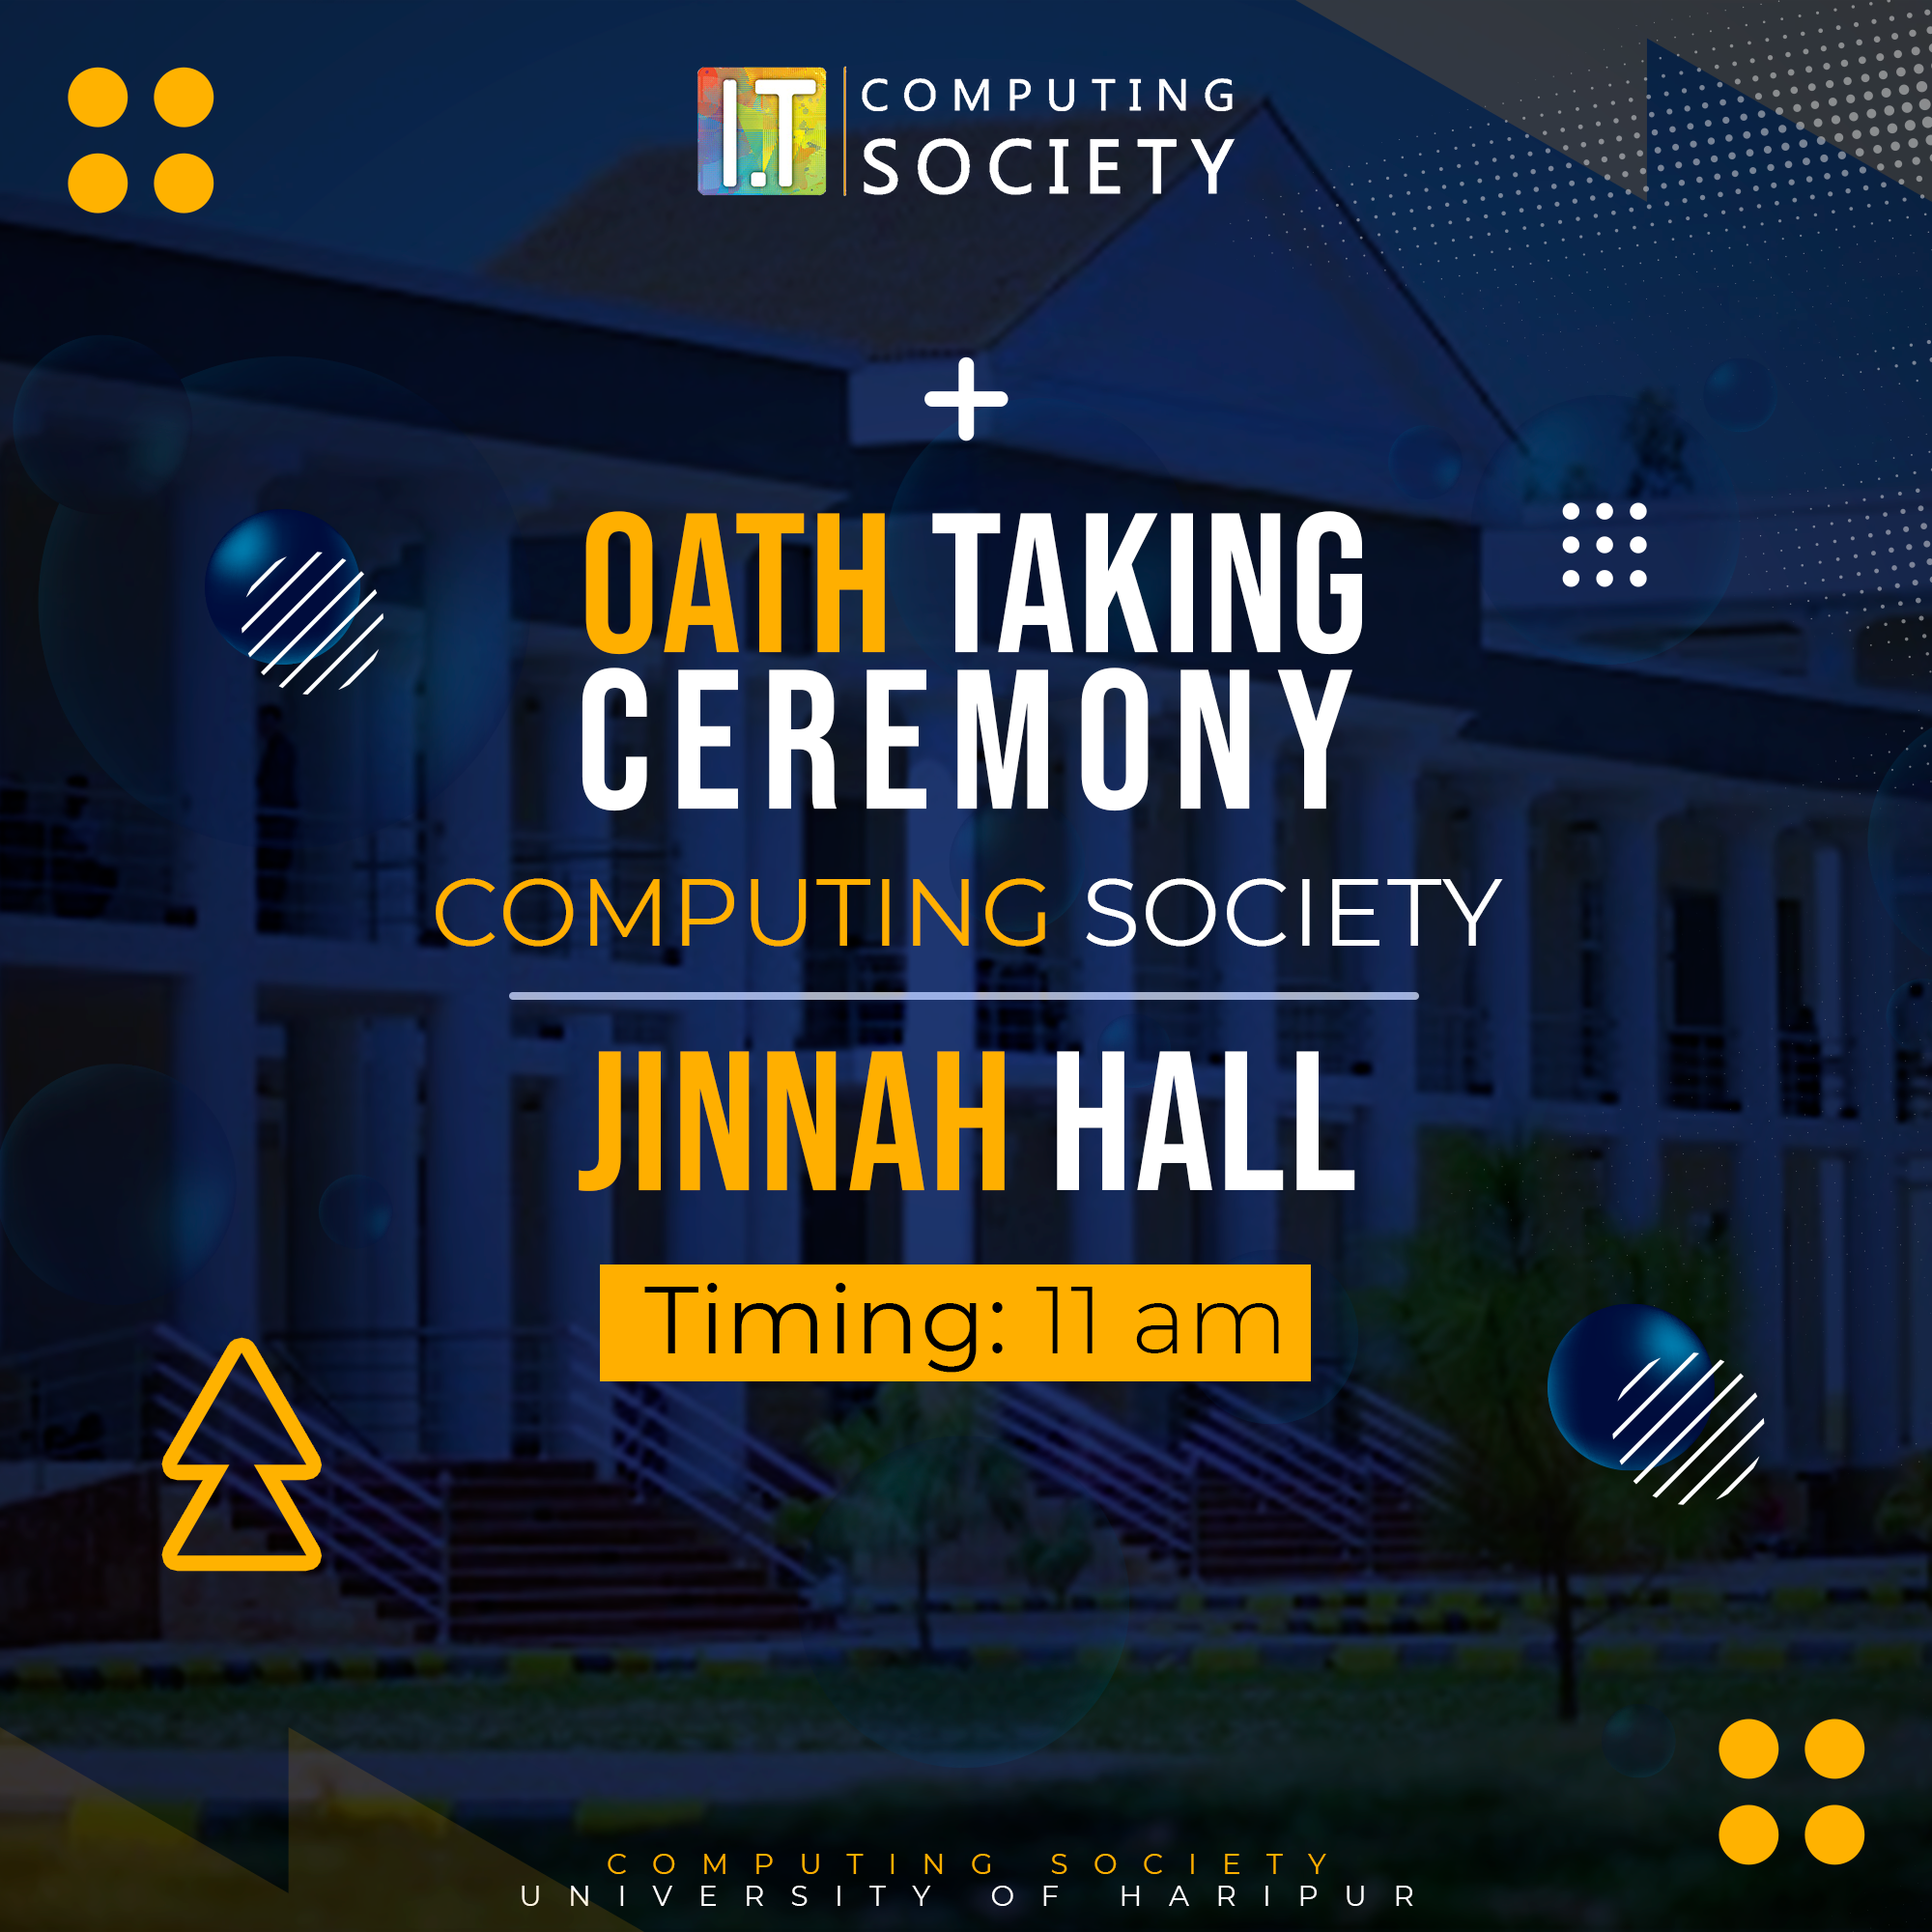 I.T
COMPUTING
SOCIETY
OATH TAKING
CEREMONY
COMPUTING SOCIETY
JINNAH HALL
Timing: 11 am
COMPUTING SOCIETY
UNIVERSITY OF HARIPUR